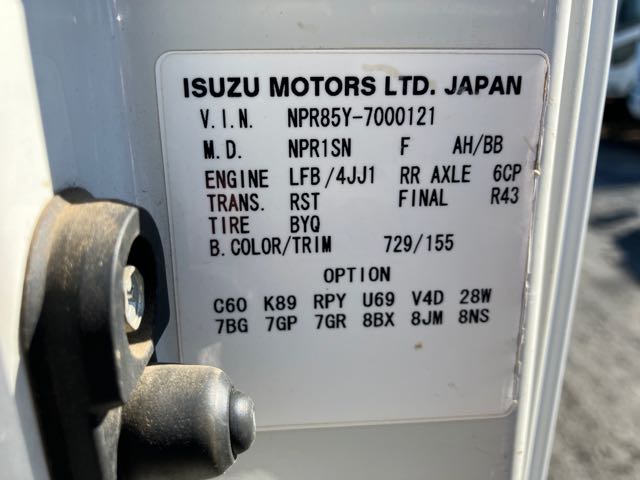 ISUZU MOTORS LTD. JAPAN
V.I.N. NPR85Y-7000121
M.D. NPR1SN F AH/BB
ENGINE LFB/4JJ1 RR AXLE 6CP
TRANS. RST FINAL R43
TIRE BYQ
B.COLOR/TRIM 729/155
OPTION
C60 K89 RPY U69 V4D 28W
7BG 7GP 7GR 8BX 8JM 8NS